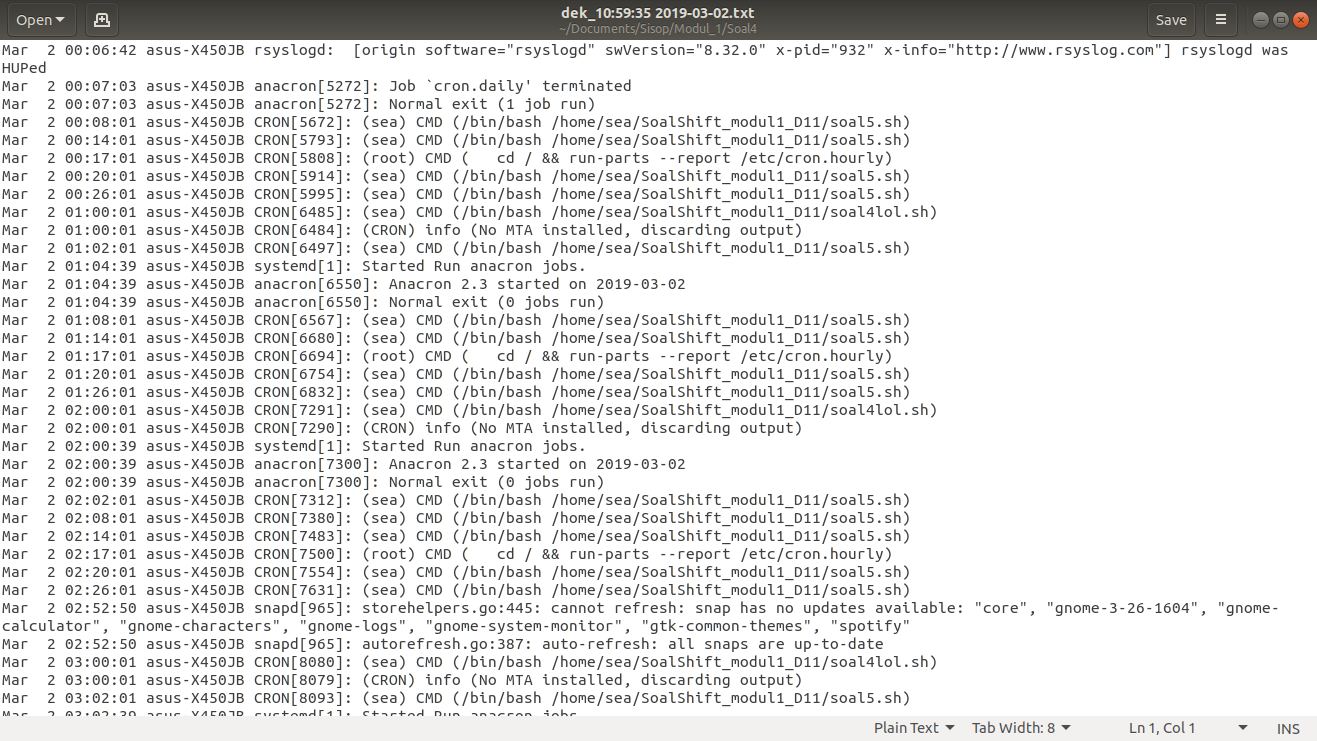 Open
dek_10:59:35 2019-03-02.txt
~/Documents/Sisop/Modul_1/Soal4
Save
Mar  2 00:06:42 asus-X450JB rsyslogd:  [origin software="rsyslogd" swVersion="8.32.0" x-pid="932" x-info="http://www.rsyslog.com"] rsyslogd was
HUPed
Mar  2 00:07:03 asus-X450JB anacron[5272]: Job `cron.daily' terminated
Mar  2 00:07:03 asus-X450JB anacron[5272]: Normal exit (1 job run)
Mar  2 00:08:01 asus-X450JB CRON[5672]: (sea) CMD (/bin/bash /home/sea/SoalShift_modul1_D11/soal5.sh)
Mar  2 00:14:01 asus-X450JB CRON[5793]: (sea) CMD (/bin/bash /home/sea/SoalShift_modul1_D11/soal5.sh)
Mar  2 00:17:01 asus-X450JB CRON[5808]: (root) CMD (   cd / && run-parts --report /etc/cron.hourly)
Mar  2 00:20:01 asus-X450JB CRON[5914]: (sea) CMD (/bin/bash /home/sea/SoalShift_modul1_D11/soal5.sh)
Mar  2 00:26:01 asus-X450JB CRON[5995]: (sea) CMD (/bin/bash /home/sea/SoalShift_modul1_D11/soal5.sh)
Mar  2 01:00:01 asus-X450JB CRON[6485]: (sea) CMD (/bin/bash /home/sea/SoalShift_modul1_D11/soal4lol.sh)
Mar  2 01:00:01 asus-X450JB CRON[6484]: (CRON) info (No MTA installed, discarding output)
Mar  2 01:02:01 asus-X450JB CRON[6497]: (sea) CMD (/bin/bash /home/sea/SoalShift_modul1_D11/soal5.sh)
Mar  2 01:04:39 asus-X450JB systemd[1]: Started Run anacron jobs.
Mar  2 01:04:39 asus-X450JB anacron[6550]: Anacron 2.3 started on 2019-03-02
Mar  2 01:04:39 asus-X450JB anacron[6550]: Normal exit (0 jobs run)
Mar  2 01:08:01 asus-X450JB CRON[6567]: (sea) CMD (/bin/bash /home/sea/SoalShift_modul1_D11/soal5.sh)
Mar  2 01:14:01 asus-X450JB CRON[6680]: (sea) CMD (/bin/bash /home/sea/SoalShift_modul1_D11/soal5.sh)
Mar  2 01:17:01 asus-X450JB CRON[6694]: (root) CMD (   cd / && run-parts --report /etc/cron.hourly)
Mar  2 01:20:01 asus-X450JB CRON[6754]: (sea) CMD (/bin/bash /home/sea/SoalShift_modul1_D11/soal5.sh)
Mar  2 01:26:01 asus-X450JB CRON[6832]: (sea) CMD (/bin/bash /home/sea/SoalShift_modul1_D11/soal5.sh)
Mar  2 02:00:01 asus-X450JB CRON[7291]: (sea) CMD (/bin/bash /home/sea/SoalShift_modul1_D11/soal4lol.sh)
Mar  2 02:00:01 asus-X450JB CRON[7290]: (CRON) info (No MTA installed, discarding output)
Mar  2 02:00:39 asus-X450JB systemd[1]: Started Run anacron jobs.
Mar  2 02:00:39 asus-X450JB anacron[7300]: Anacron 2.3 started on 2019-03-02
Mar  2 02:00:39 asus-X450JB anacron[7300]: Normal exit (0 jobs run)
Mar  2 02:02:01 asus-X450JB CRON[7312]: (sea) CMD (/bin/bash /home/sea/SoalShift_modul1_D11/soal5.sh)
Mar  2 02:08:01 asus-X450JB CRON[7380]: (sea) CMD (/bin/bash /home/sea/SoalShift_modul1_D11/soal5.sh)
Mar  2 02:14:01 asus-X450JB CRON[7483]: (sea) CMD (/bin/bash /home/sea/SoalShift_modul1_D11/soal5.sh)
Mar  2 02:17:01 asus-X450JB CRON[7500]: (root) CMD (   cd / && run-parts --report /etc/cron.hourly)
Mar  2 02:20:01 asus-X450JB CRON[7554]: (sea) CMD (/bin/bash /home/sea/SoalShift_modul1_D11/soal5.sh)
Mar  2 02:26:01 asus-X450JB CRON[7631]: (sea) CMD (/bin/bash /home/sea/SoalShift_modul1_D11/soal5.sh)
Mar  2 02:52:50 asus-X450JB snapd[965]: storehelpers.go:445: cannot refresh: snap has no updates available: "core", "gnome-3-26-1604", "gnome-
calculator", "gnome-characters", "gnome-logs", "gnome-system-monitor", "gtk-common-themes", "spotify"
Mar  2 02:52:50 asus-X450JB snapd[965]: autorefresh.go:387: auto-refresh: all snaps are up-to-date
Mar  2 03:00:01 asus-X450JB CRON[8080]: (sea) CMD (/bin/bash /home/sea/SoalShift_modul1_D11/soal4lol.sh)
Mar  2 03:00:01 asus-X450JB CRON[8079]: (CRON) info (No MTA installed, discarding output)
Mar  2 03:02:01 asus-X450JB CRON[8093]: (sea) CMD (/bin/bash /home/sea/SoalShift_modul1_D11/soal5.sh)
Mar  2 03:02:39 asus-X450JB systemd[1]: Started Run anacron jobs.
Plain Text
Tab Width: 8
Ln 1, Col 1
INS